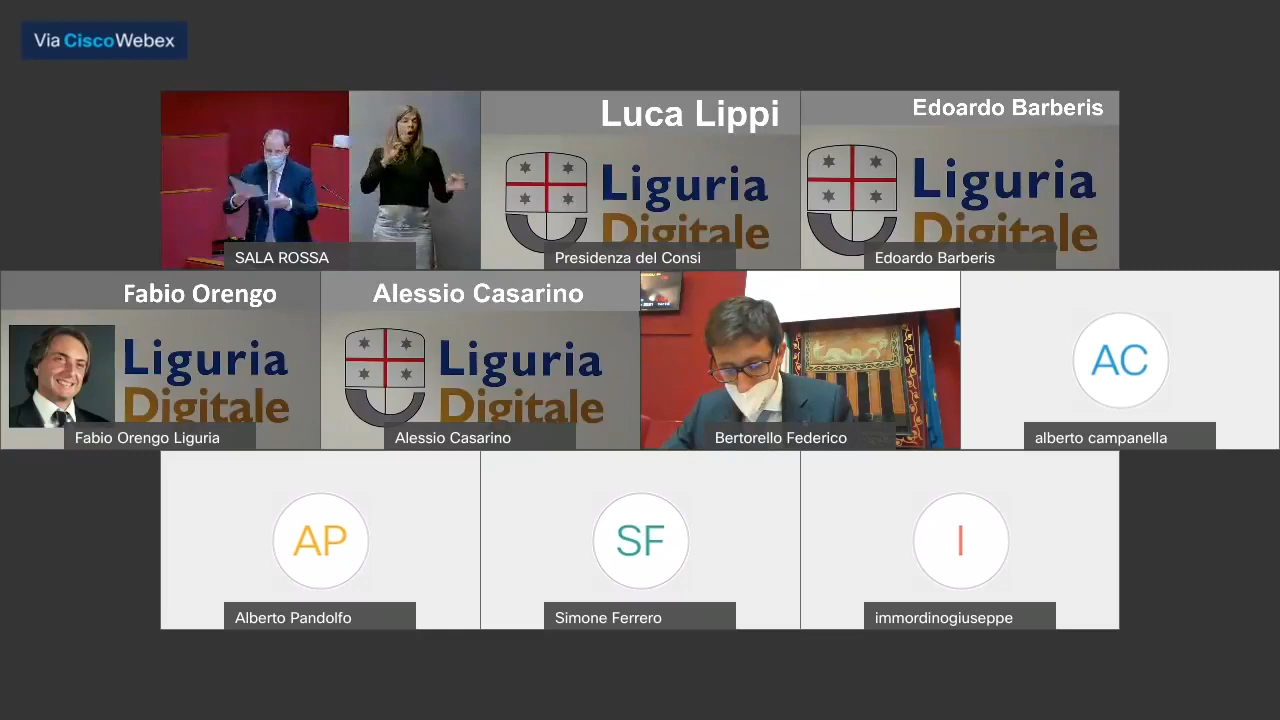 Via Cisco Webex
SALA ROSSA
Luca Lippi
Liguria
Digitale
Presidenza del Consi
Edoardo Barberis
Liguria
Digitale
Edoardo Barberis
Fabio Orengo
Liguria
Digitale
Fabio Orengo Liguria
Alessio Casarino
Liguria
Digitale
Alessio Casarino
Bertorello Federico
AC
alberto campanella
AP
Alberto Pandolfo
SF
Simone Ferrero
I
immordinogiuseppe